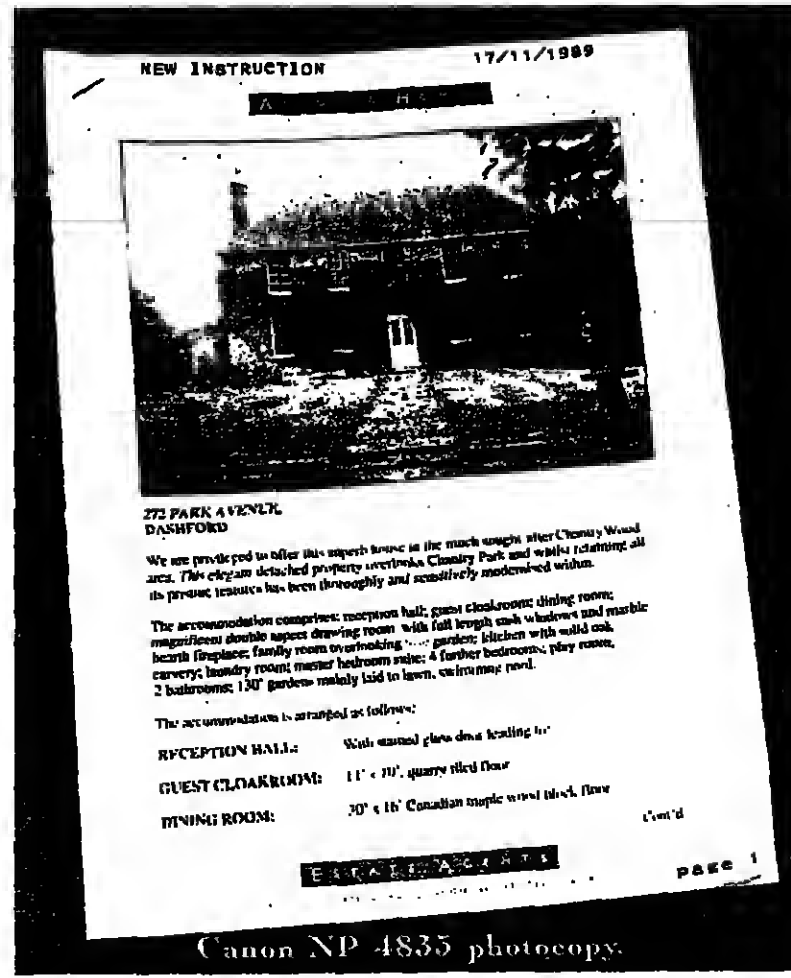 NEW INSTRUCTION
17/11/1989
272 PARK AVENUE,
DASHFORD
We are privileged to offer this superb house in the much sought after Chantry Wood
area. This elegant detached property overlooks Chantry Park and whilst retaining all
its features has been thoroughly and sensitively modernised within.
The accommodation comprises: reception hall; guest cloakroom; dining room;
magnificent double aspect drawing room with full length sash windows and marble
hearth fireplace; family room overlooking garden; kitchen with solid oak
carvery; laundry room; master bedroom suite; 4 further bedrooms; play room,
2 bathrooms; 130' gardens mainly laid to lawn, swimming pool.
The accommodation is arranged as follows:
RECEPTION HALL: With stained glass door leading to:
GUEST CLOAKROOM: 11' x 10', quarry tiled floor
DINING ROOM: 30' x 16' Canadian maple wood block floor
Cont'd
ESTATE AGENTS
Page 1
Canon NP 4835 photocopy.